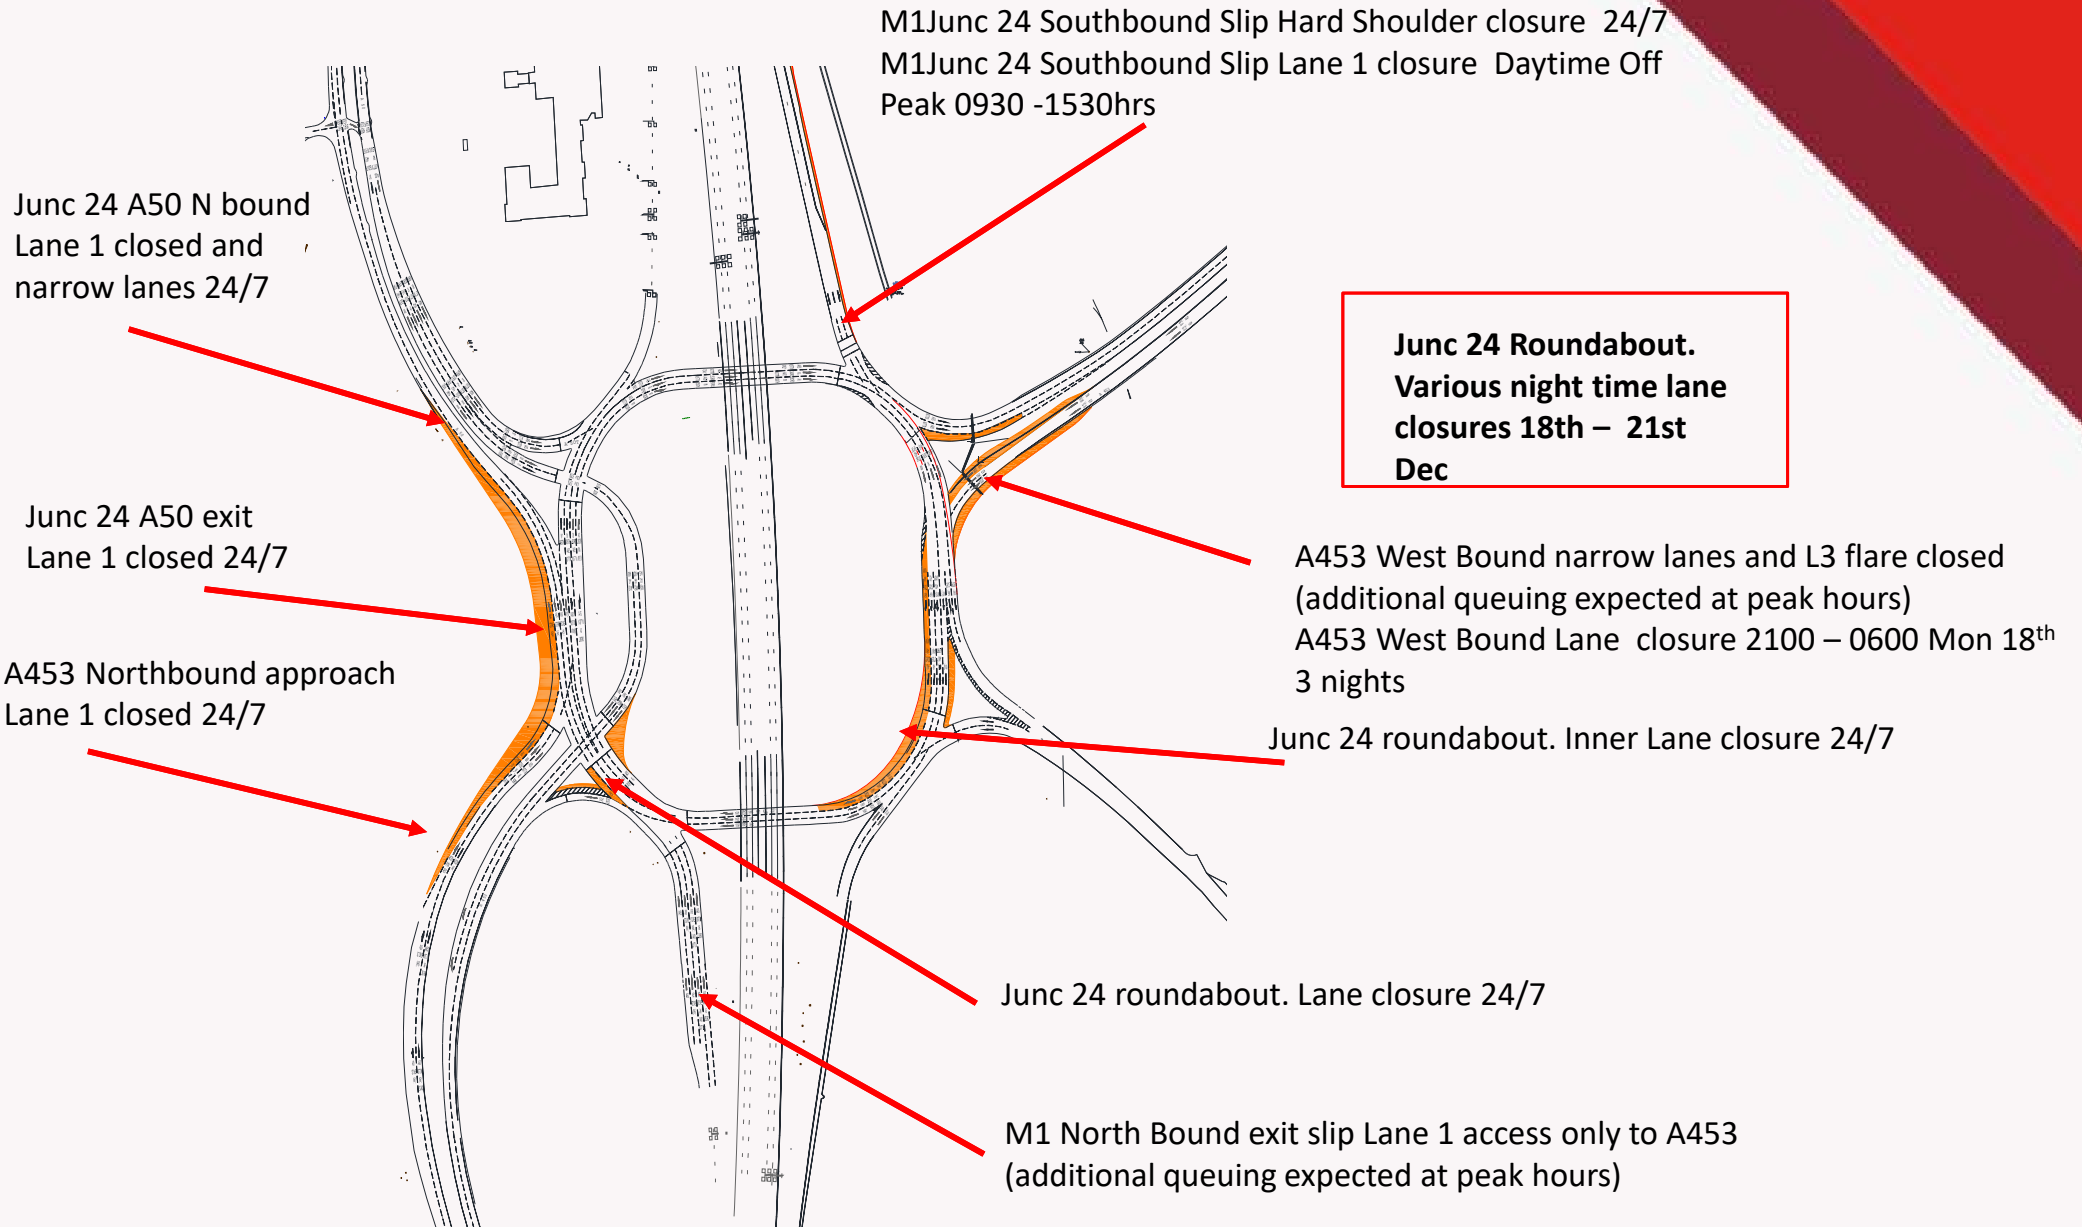 M1Junc 24 Southbound Slip Hard Shoulder closure 24/7
M1Junc 24 Southbound Slip Lane 1 closure Daytime Off
Peak 0930 -1530hrs
Junc 24 A50 N bound
Lane 1 closed and
narrow lanes 24/7
Junc 24 Roundabout.
Various night time lane
closures 18th – 21st
Dec
Junc 24 A50 exit
Lane 1 closed 24/7
A453 West Bound narrow lanes and L3 flare closed
(additional queuing expected at peak hours)
A453 West Bound Lane closure 2100 – 0600 Mon 18th
3 nights
A453 Northbound approach
Lane 1 closed 24/7
Junc 24 roundabout. Inner Lane closure 24/7
Junc 24 roundabout. Lane closure 24/7
M1 North Bound exit slip Lane 1 access only to A453
(additional queuing expected at peak hours)